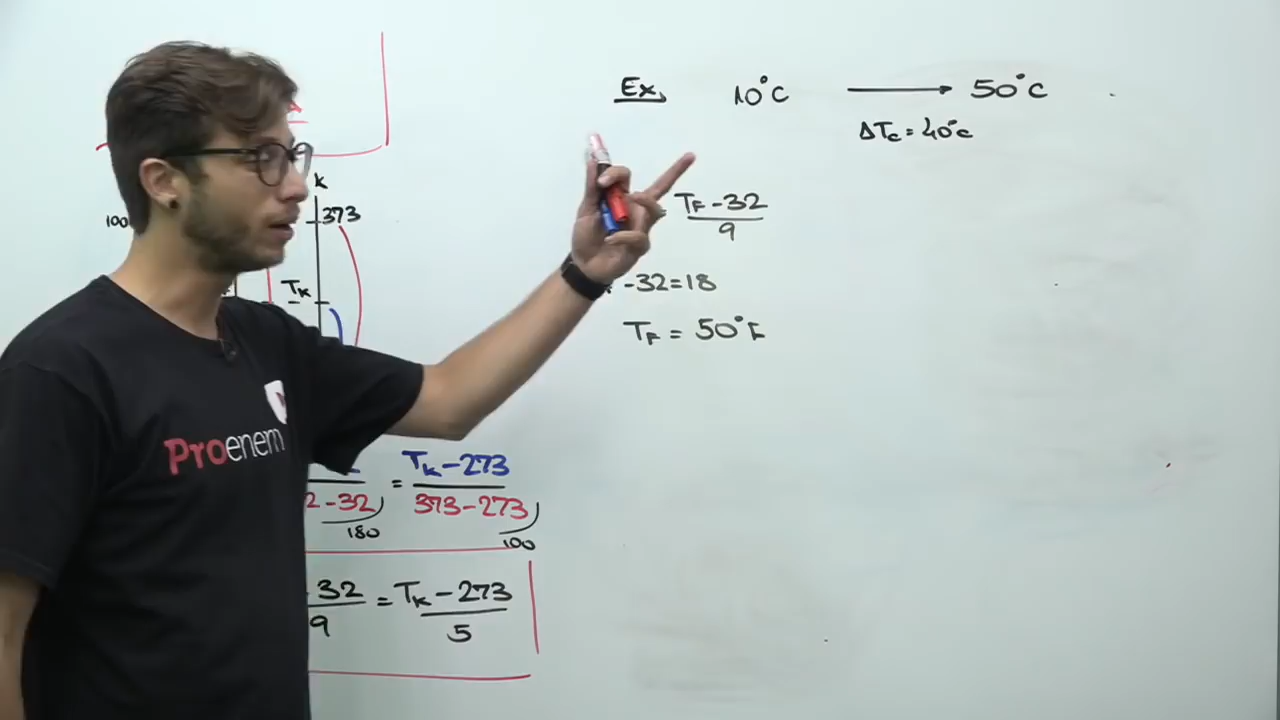 Ex, 10°C → 50°C
ΔTc = 40°C
K
100
373
TF - 32
9
TK
-32=18
TF = 50°F
Proenem
TK - 273
2 - 32 = 373 - 273
180
100
32 = TK - 273
9 5